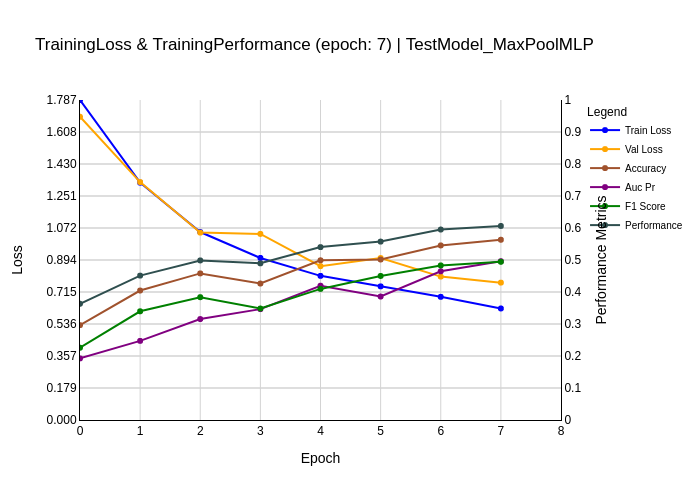 TrainingLoss & TrainingPerformance (epoch: 7) | TestModel_MaxPoolMLP
Legend
Train Loss
Val Loss
Accuracy
Auc Pr
F1 Score
Performance
1.787
1.608
1.430
1.251
1.072
0.894
0.715
0.536
0.357
0.179
0.000
Loss
1
0.9
0.8
0.7
0.6
0.5
0.4
0.3
0.2
0.1
0
Performance Metrics
0 1 2 3 4 5 6 7 8
Epoch